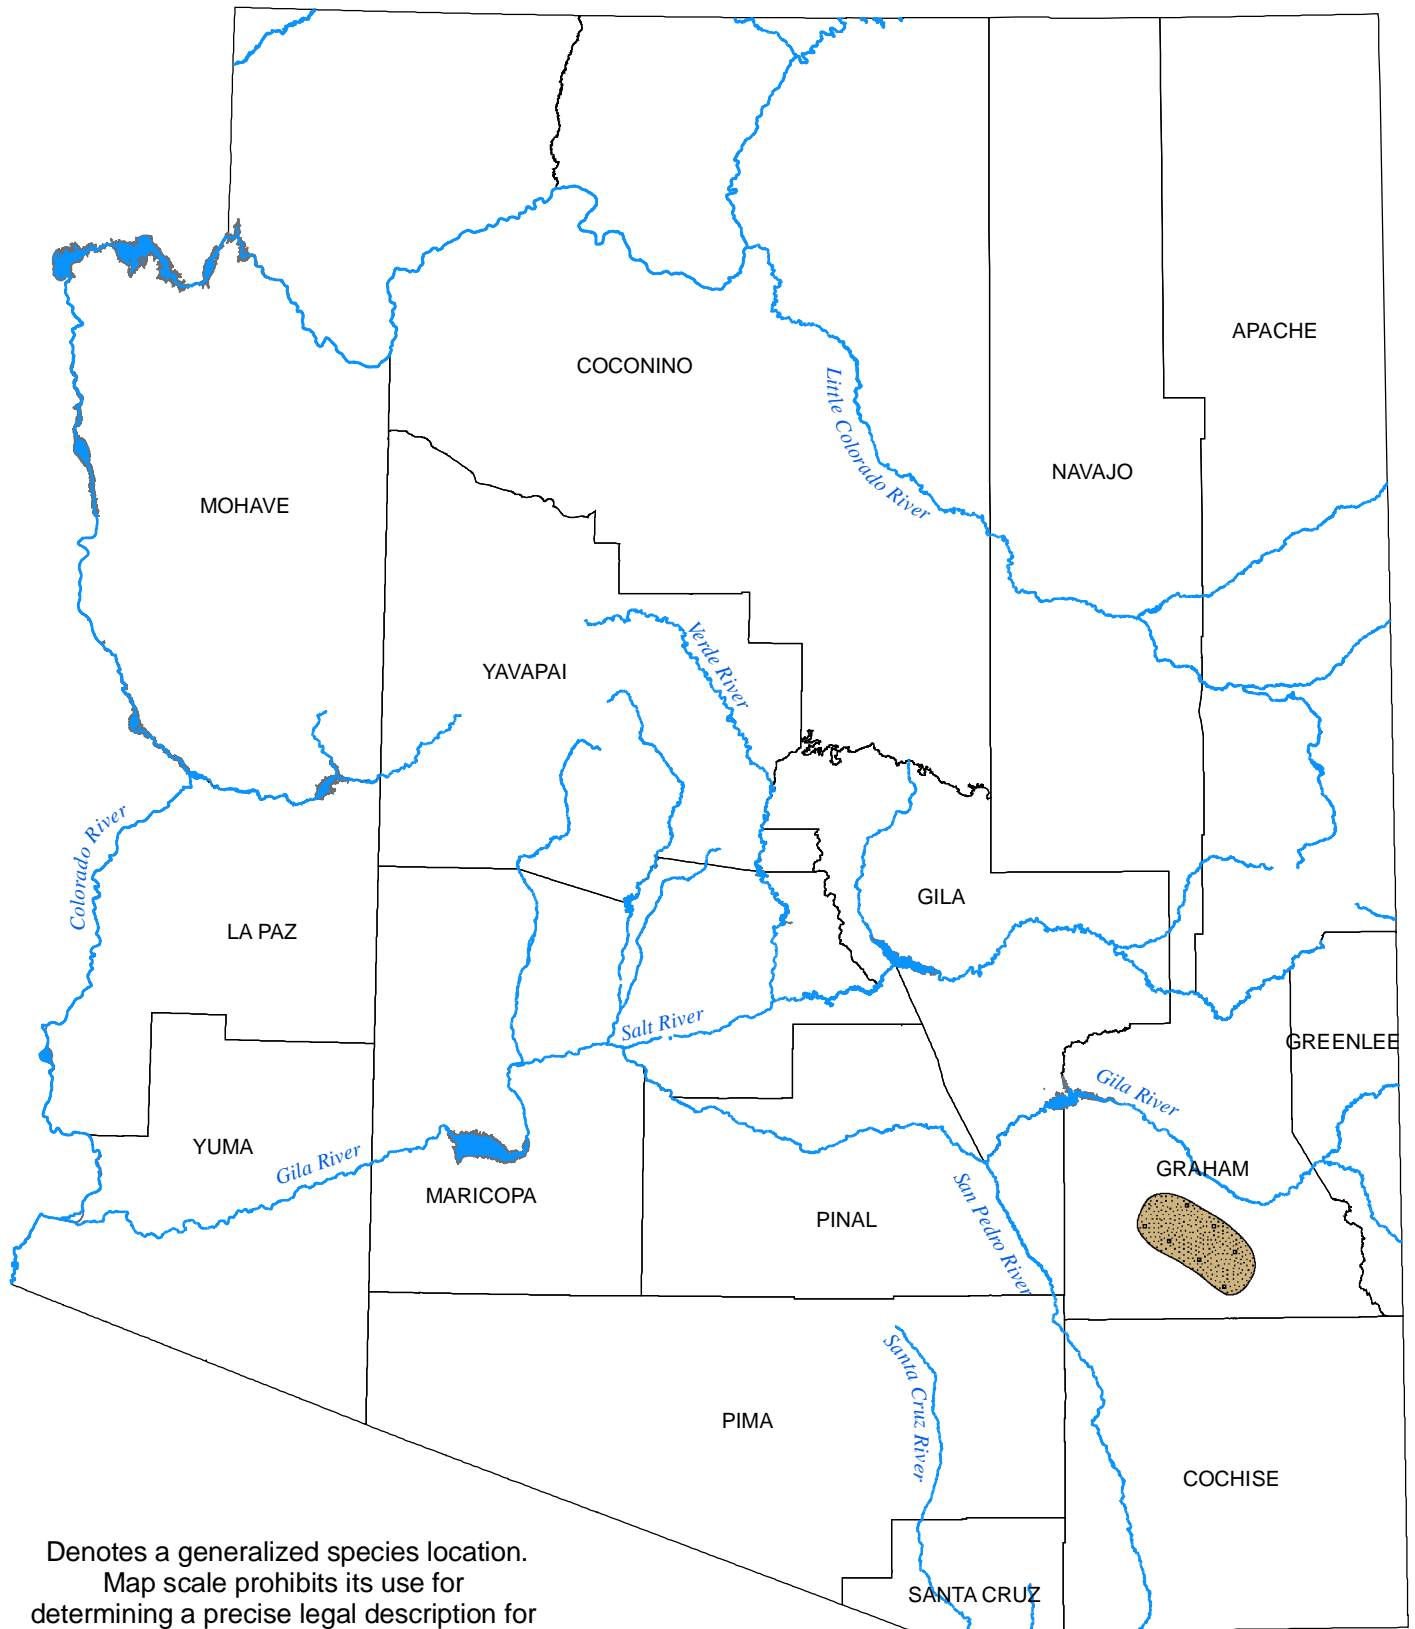 APACHE
COCONINO
Little Colorado River
NAVAJO
MOHAVE
Verde River
YAVAPAI
Colorado River
GILA
LA PAZ
Salt River
GREENLEE
Gila River
YUMA
Gila River
GRAHAM
MARICOPA
San Pedro River
PINAL
Santa Cruz River
PIMA
COCHISE
Denotes a generalized species location.
Map scale prohibits its use for
determining a precise legal description for
SANTA CRUZ